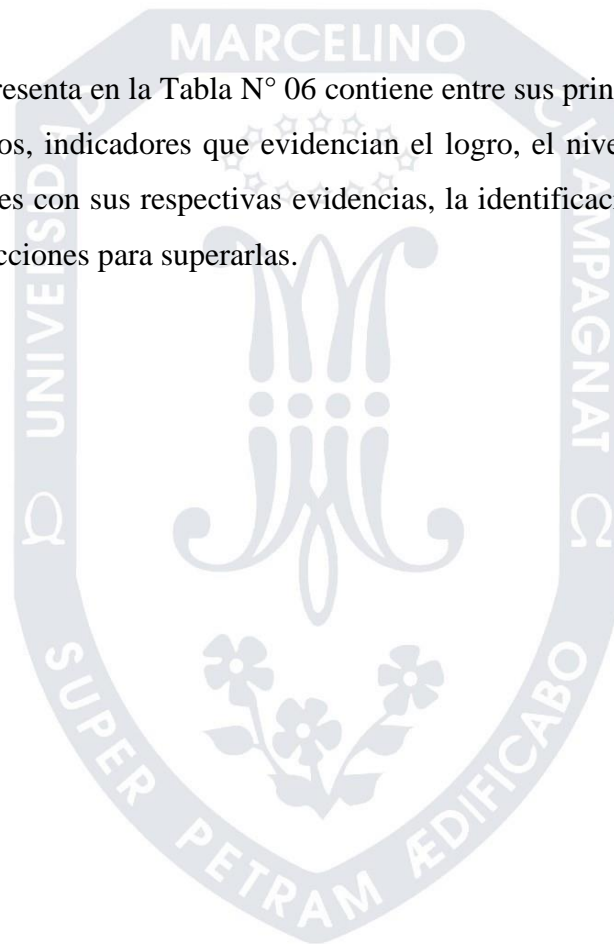 MARCELINO
resenta en la Tabla N° 06 contiene entre sus prin
os, indicadores que evidencian el logro, el nive
es con sus respectivas evidencias, la identificac
cciones para superarlas.
UNIVERSIDAD
CHAMPAGNAT
Ω Ω
SUPER PETRAM ÆDIFICABO